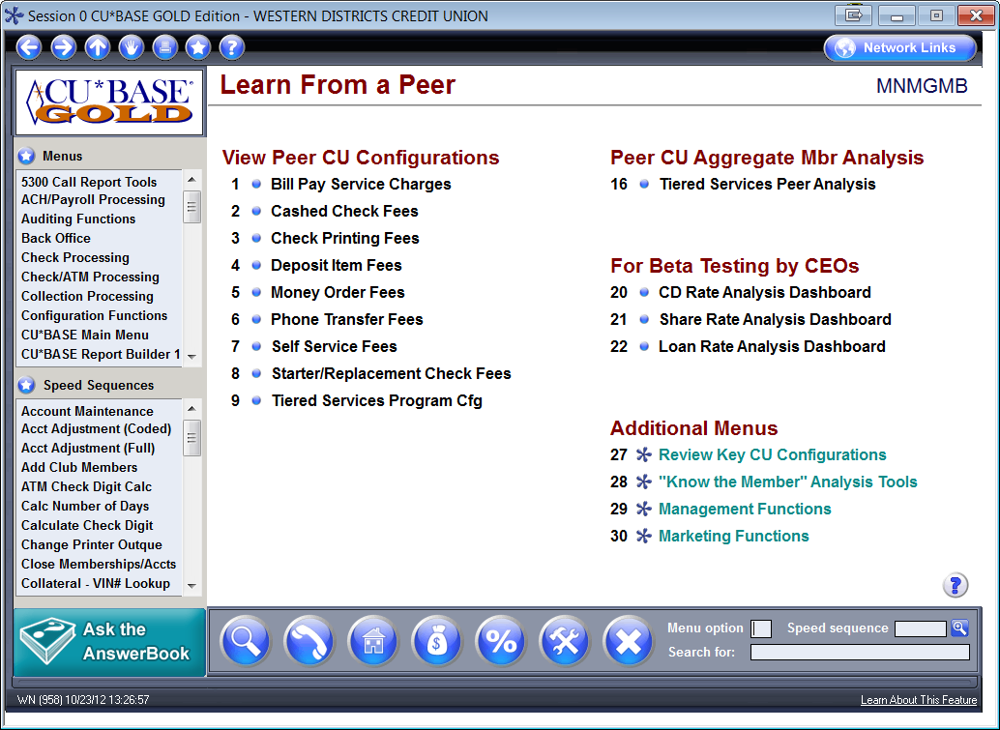 Session 0 CU*BASE GOLD Edition - WESTERN DISTRICTS CREDIT UNION
Network Links
CU*BASE
GOLD
Learn From a Peer
MNMGMB
Menus
5300 Call Report Tools
ACH/Payroll Processing
Auditing Functions
Back Office
Check Processing
Check/ATM Processing
Collection Processing
Configuration Functions
CU*BASE Main Menu
CU*BASE Report Builder 1
Speed Sequences
Account Maintenance
Acct Adjustment (Coded)
Acct Adjustment (Full)
Add Club Members
ATM Check Digit Calc
Calc Number of Days
Calculate Check Digit
Change Printer Outque
Close Memberships/Accts
Collateral - VIN# Lookup
Ask the
AnswerBook
View Peer CU Configurations
1 Bill Pay Service Charges
2 Cashed Check Fees
3 Check Printing Fees
4 Deposit Item Fees
5 Money Order Fees
6 Phone Transfer Fees
7 Self Service Fees
8 Starter/Replacement Check Fees
9 Tiered Services Program Cfg
Peer CU Aggregate Mbr Analysis
16 Tiered Services Peer Analysis
For Beta Testing by CEOs
20 CD Rate Analysis Dashboard
21 Share Rate Analysis Dashboard
22 Loan Rate Analysis Dashboard
Additional Menus
27 Review Key CU Configurations
28 "Know the Member" Analysis Tools
29 Management Functions
30 Marketing Functions
Menu option
Speed sequence
Search for:
WN (958) 10/23/12 13:26:57
Learn About This Feature